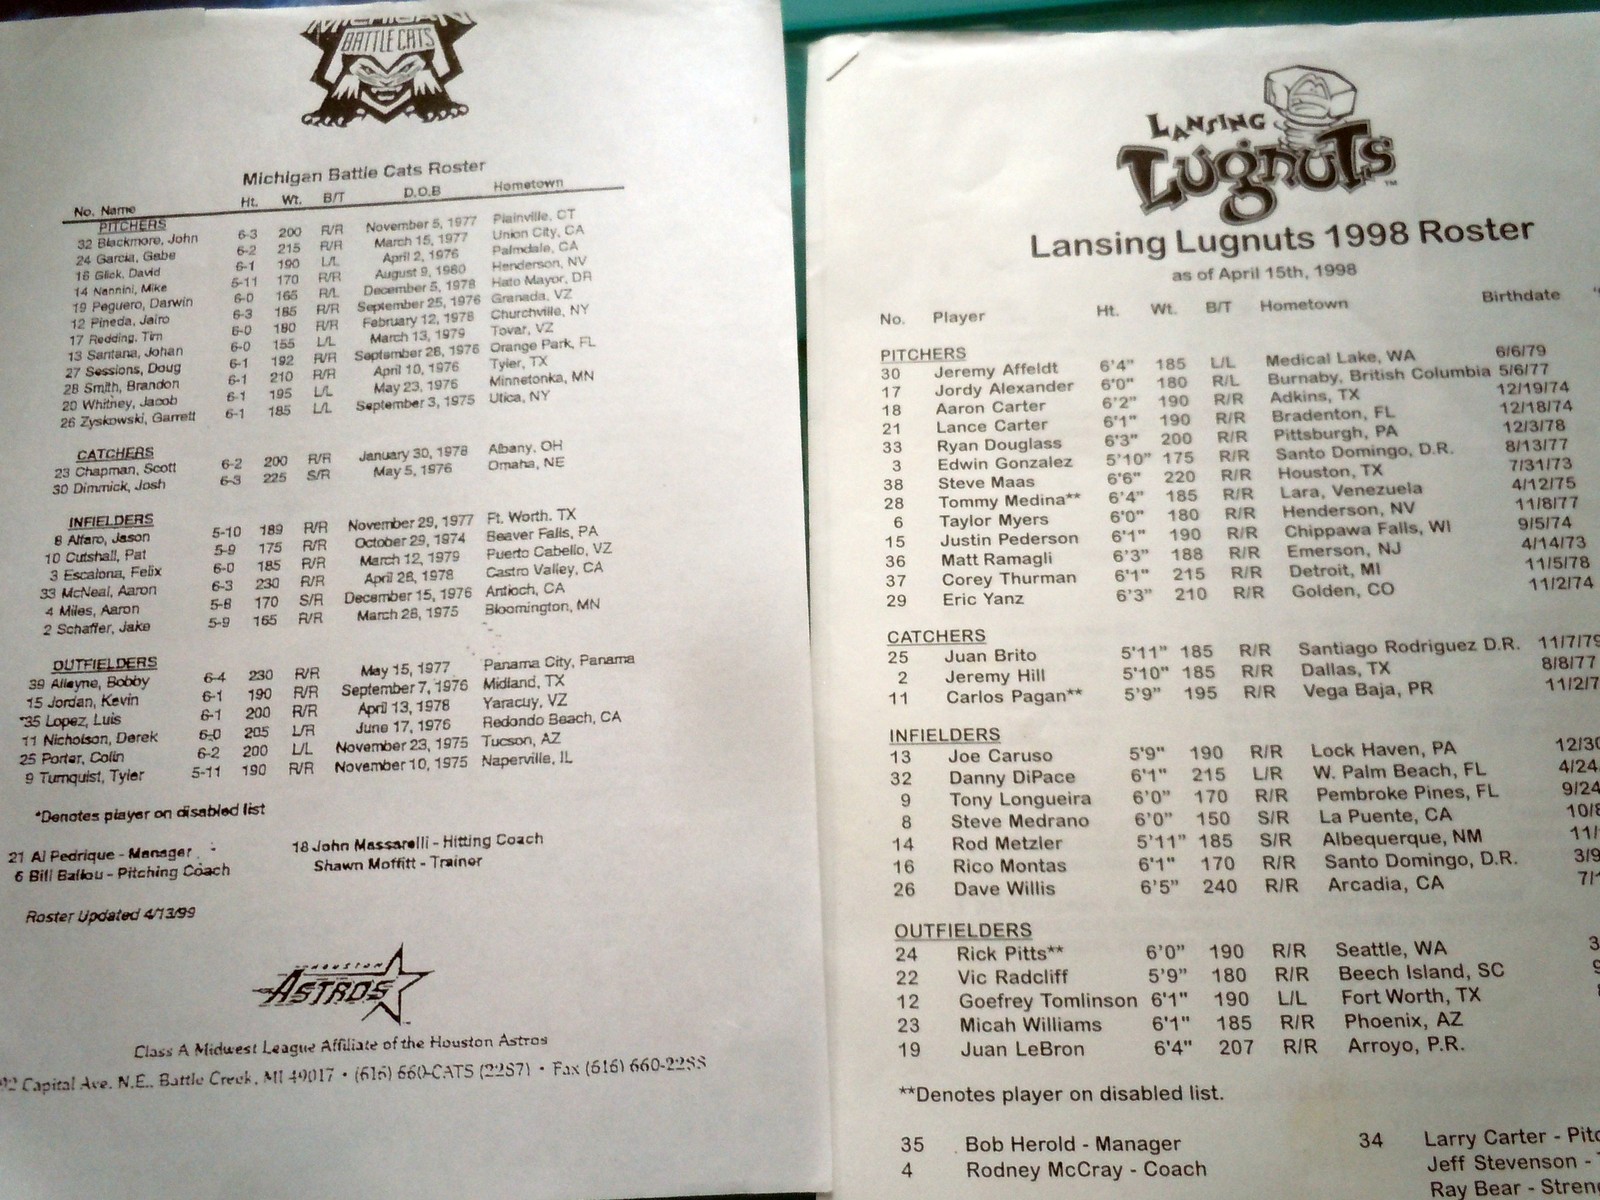 MICHIGAN
BATTLE CATS
Michigan Battle Cats Roster
No. Name Ht. Wt. B/T D.O.B Hometown
PITCHERS
32 Blackmore, John 6-3 200 R/R November 5, 1977 Plainville, CT
24 Garcia, Gabe 6-2 215 R/R March 15, 1977 Union City, CA
16 Glick, David 6-1 190 L/L April 2, 1976 Palmdale, CA
14 Nannini, Mike 5-11 170 R/R August 9, 1980 Henderson, NV
19 Peguero, Darwin 6-0 165 R/L December 5, 1978 Hato Mayor, DR
12 Pineda, Jairo 6-3 185 R/R September 25, 1976 Granada, VZ
17 Redding, Tim 6-0 180 R/R February 12, 1978 Churchville, NY
13 Santana, Johan 6-0 155 L/L March 13, 1979 Tovar, VZ
27 Sessions, Doug 6-1 192 R/R September 28, 1976 Orange Park, FL
28 Smith, Brandon 6-1 210 R/R April 10, 1976 Tyler, TX
20 Whitney, Jacob 6-1 195 L/L May 23, 1976 Minnetonka, MN
26 Zyskowski, Garrett 6-1 185 L/L September 3, 1975 Utica, NY
CATCHERS
23 Chapman, Scott 6-2 200 R/R January 30, 1978 Albany, OH
30 Dimmick, Josh 6-3 225 S/R May 5, 1976 Omaha, NE
INFIELDERS
8 Alfaro, Jason 5-10 189 R/R November 29, 1977 Ft. Worth, TX
10 Cutshall, Pat 5-9 175 R/R October 29, 1974 Beaver Falls, PA
3 Escalona, Felix 6-0 185 R/R March 12, 1979 Puerto Cabello, VZ
33 McNeal, Aaron 6-3 230 R/R April 28, 1978 Castro Valley, CA
4 Miles, Aaron 5-8 170 S/R December 15, 1976 Antioch, CA
2 Schaffer, Jake 5-9 165 R/R March 28, 1975 Bloomington, MN
OUTFIELDERS
39 Alleyne, Bobby 6-4 230 R/R May 15, 1977 Panama City, Panama
15 Jordan, Kevin 6-1 190 R/R September 7, 1976 Midland, TX
*35 Lopez, Luis 6-1 200 R/R April 13, 1978 Yaracuy, VZ
11 Nicholson, Derek 6-0 205 L/R June 17, 1976 Redondo Beach, CA
25 Porter, Colin 6-2 200 L/L November 23, 1975 Tucson, AZ
9 Turnquist, Tyler 5-11 190 R/R November 10, 1975 Naperville, IL
*Denotes player on disabled list
21 Al Pedrique - Manager 18 John Massarelli - Hitting Coach
6 Bill Ballou - Pitching Coach Shawn Moffitt - Trainer
Roster Updated 4/13/99
HOUSTON
ASTROS
Class A Midwest League Affiliate of the Houston Astros
92 Capital Ave. N.E., Battle Creek, MI 49017 • (616) 660-CATS (2287) • Fax (616) 660-2288
LANSING
LUGNUTS ™
Lansing Lugnuts 1998 Roster
as of April 15th, 1998
No. Player Ht. Wt. B/T Hometown Birthdate
PITCHERS
30 Jeremy Affeldt 6'4" 185 L/L Medical Lake, WA 6/6/79
17 Jordy Alexander 6'0" 180 R/L Burnaby, British Columbia 5/6/77
18 Aaron Carter 6'2" 190 R/R Adkins, TX 12/19/74
21 Lance Carter 6'1" 190 R/R Bradenton, FL 12/18/74
33 Ryan Douglass 6'3" 200 R/R Pittsburgh, PA 12/3/78
3 Edwin Gonzalez 5'10" 175 R/R Santo Domingo, D.R. 8/13/77
38 Steve Maas 6'6" 220 R/R Houston, TX 7/31/73
28 Tommy Medina** 6'4" 185 R/R Lara, Venezuela 4/12/75
6 Taylor Myers 6'0" 180 R/R Henderson, NV 11/8/77
15 Justin Pederson 6'1" 190 R/R Chippawa Falls, WI 9/5/74
36 Matt Ramagli 6'3" 188 R/R Emerson, NJ 4/14/73
37 Corey Thurman 6'1" 215 R/R Detroit, MI 11/5/78
29 Eric Yanz 6'3" 210 R/R Golden, CO 11/2/74
CATCHERS
25 Juan Brito 5'11" 185 R/R Santiago Rodriguez D.R. 11/7/79
2 Jeremy Hill 5'10" 185 R/R Dallas, TX 8/8/77
11 Carlos Pagan** 5'9" 195 R/R Vega Baja, PR 11/2/7
INFIELDERS
13 Joe Caruso 5'9" 190 R/R Lock Haven, PA 12/30
32 Danny DiPace 6'1" 215 L/R W. Palm Beach, FL 4/24
9 Tony Longueira 6'0" 170 R/R Pembroke Pines, FL 9/24
8 Steve Medrano 6'0" 150 S/R La Puente, CA 10/8
14 Rod Metzler 5'11" 185 S/R Albequerque, NM 11/
16 Rico Montas 6'1" 170 R/R Santo Domingo, D.R. 3/9
26 Dave Willis 6'5" 240 R/R Arcadia, CA 7/1
OUTFIELDERS
24 Rick Pitts** 6'0" 190 R/R Seattle, WA 3
22 Vic Radcliff 5'9" 180 R/R Beech Island, SC 9
12 Goefrey Tomlinson 6'1" 190 L/L Fort Worth, TX
23 Micah Williams 6'1" 185 R/R Phoenix, AZ
19 Juan LeBron 6'4" 207 R/R Arroyo, P.R.
**Denotes player on disabled list.
35 Bob Herold - Manager 34 Larry Carter - Pitc
4 Rodney McCray - Coach Jeff Stevenson -
Ray Bear - Stren